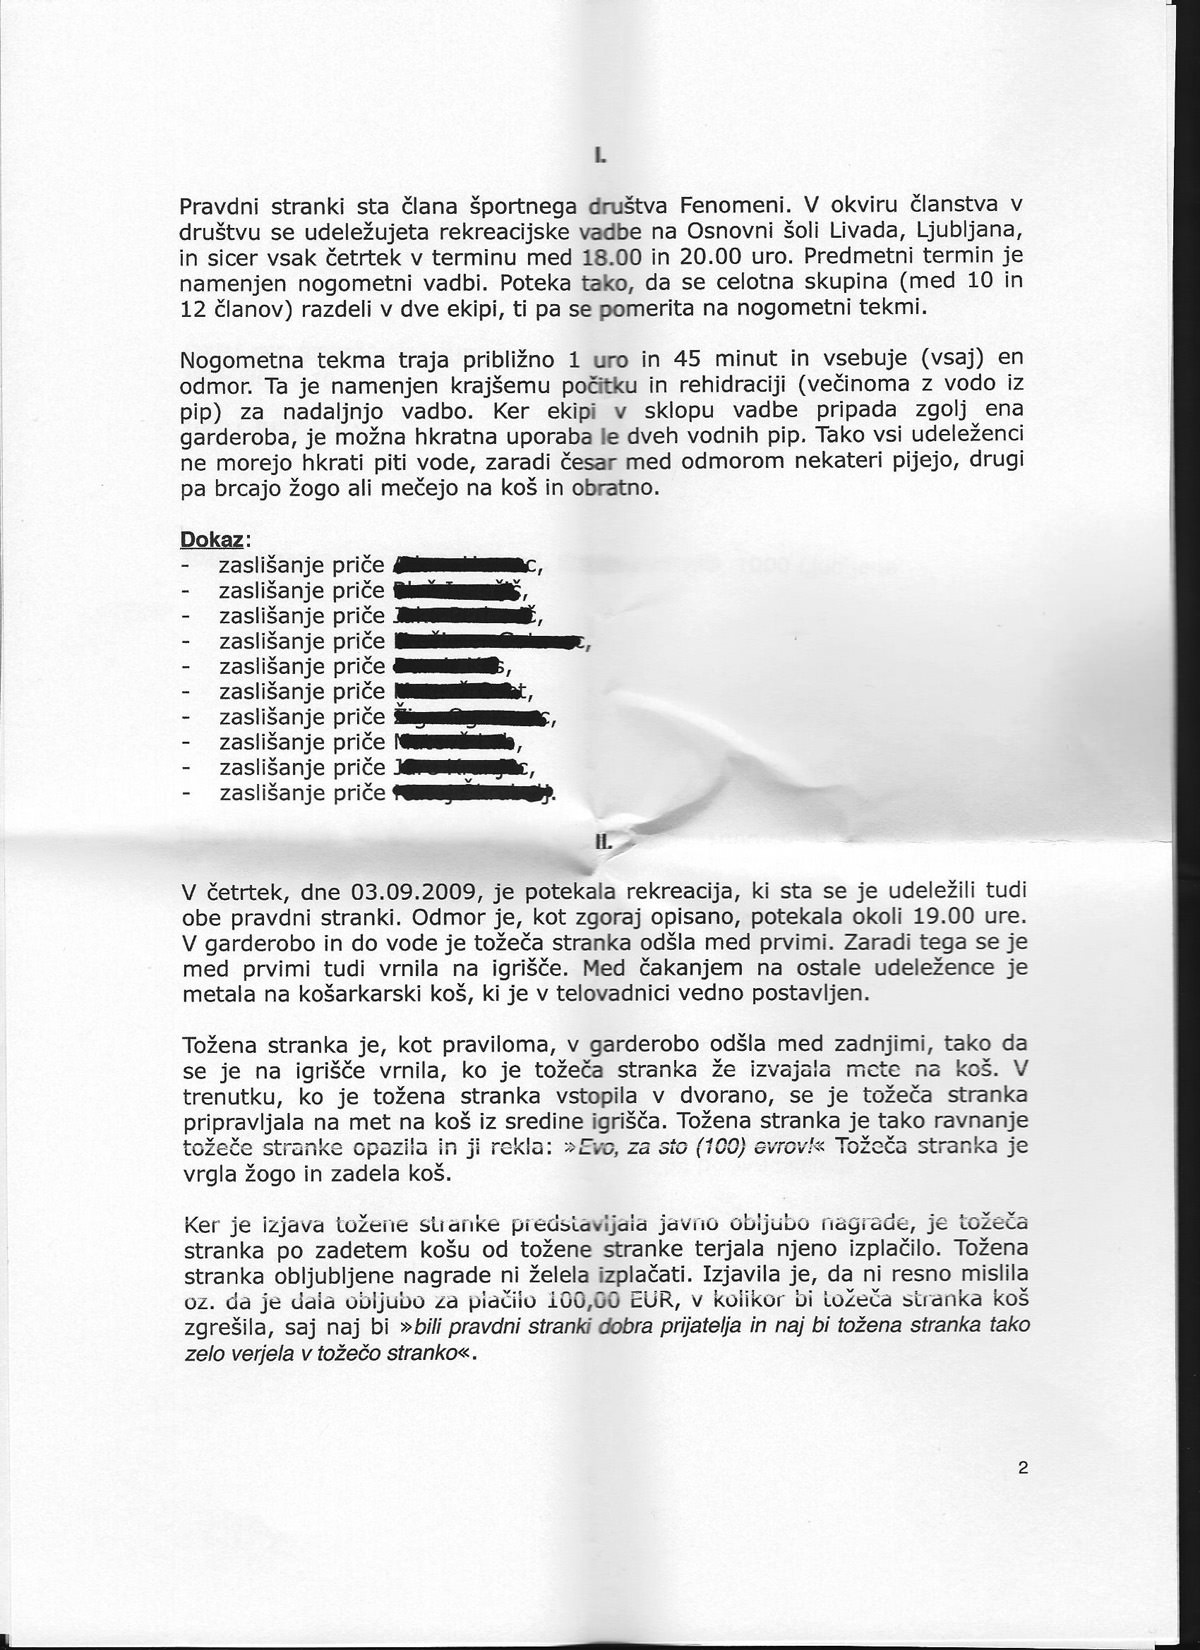 I.
Pravdni stranki sta člana športnega društva Fenomeni. V okviru članstva v
društvu se udeležujeta rekreacijske vadbe na Osnovni šoli Livada, Ljubljana,
in sicer vsak četrtek v terminu med 18.00 in 20.00 uro. Predmetni termin je
namenjen nogometni vadbi. Poteka tako, da se celotna skupina (med 10 in
12 članov) razdeli v dve ekipi, ti pa se pomerita na nogometni tekmi.
Nogometna tekma traja približno 1 uro in 45 minut in vsebuje (vsaj) en
odmor. Ta je namenjen krajšemu počitku in rehidraciji (večinoma z vodo iz
pip) za nadaljnjo vadbo. Ker ekipi v sklopu vadbe pripada zgolj ena
garderoba, je možna hkratna uporaba le dveh vodnih pip. Tako vsi udeleženci
ne morejo hkrati piti vode, zaradi česar med odmorom nekateri pijejo, drugi
pa brcajo žogo ali mečejo na koš in obratno.
Dokaz:
- zaslišanje priče
- zaslišanje priče
- zaslišanje priče
- zaslišanje priče
- zaslišanje priče
- zaslišanje priče
- zaslišanje priče
- zaslišanje priče
- zaslišanje priče
- zaslišanje priče
II.
V četrtek, dne 03.09.2009, je potekala rekreacija, ki sta se je udeležili tudi
obe pravdni stranki. Odmor je, kot zgoraj opisano, potekala okoli 19.00 ure.
V garderobo in do vode je tožeča stranka odšla med prvimi. Zaradi tega se je
med prvimi tudi vrnila na igrišče. Med čakanjem na ostale udeležence je
metala na košarkarski koš, ki je v telovadnici vedno postavljen.
Tožena stranka je, kot praviloma, v garderobo odšla med zadnjimi, tako da
se je na igrišče vrnila, ko je tožeča stranka že izvajala mete na koš. V
trenutku, ko je tožena stranka vstopila v dvorano, se je tožeča stranka
pripravljala na met na koš iz sredine igrišča. Tožena stranka je tako ravnanje
tožeče stranke opazila in ji rekla: »Evo, za sto (100) evrov!« Tožeča stranka je
vrgla žogo in zadela koš.
Ker je izjava tožene stranke predstavljala javno obljubo nagrade, je tožeča
stranka po zadetem košu od tožene stranke terjala njeno izplačilo. Tožena
stranka obljubljene nagrade ni želela izplačati. Izjavila je, da ni resno mislila
oz. da je dala obljubo za plačilo 100,00 EUR, v kolikor bi tožeča stranka koš
zgrešila, saj naj bi »bili pravdni stranki dobra prijatelja in naj bi tožena stranka tako
zelo verjela v tožečo stranko«.
2